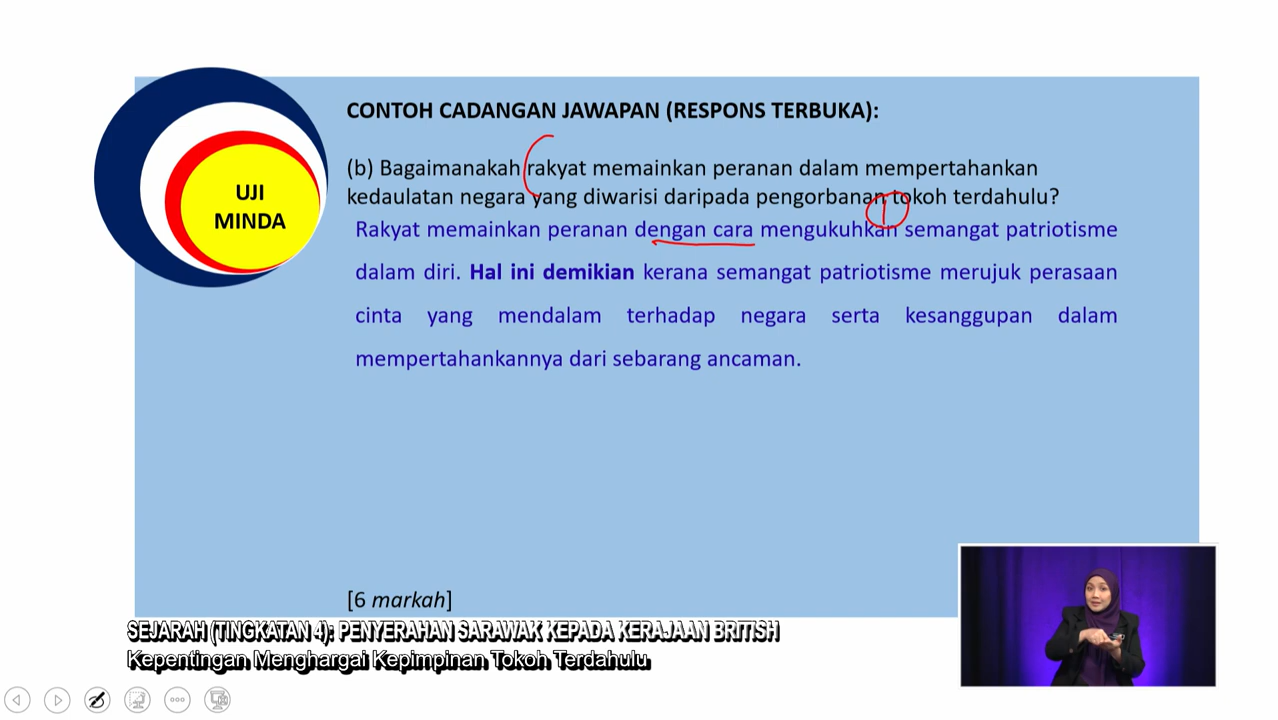 UJI
MINDA
CONTOH CADANGAN JAWAPAN (RESPONS TERBUKA):
(b) Bagaimanakah rakyat memainkan peranan dalam mempertahankan
kedaulatan negara yang diwarisi daripada pengorbanan tokoh terdahulu?
1
Rakyat memainkan peranan dengan cara mengukuhkan semangat patriotisme
dalam diri. Hal ini demikian kerana semangat patriotisme merujuk perasaan
cinta yang mendalam terhadap negara serta kesanggupan dalam
mempertahankannya dari sebarang ancaman.
[6 markah]
SEJARAH (TINGKATAN 4): PENYERAHAN SARAWAK KEPADA KERAJAAN BRITISH
Kepentingan Menghargai Kepimpinan Tokoh Terdahulu